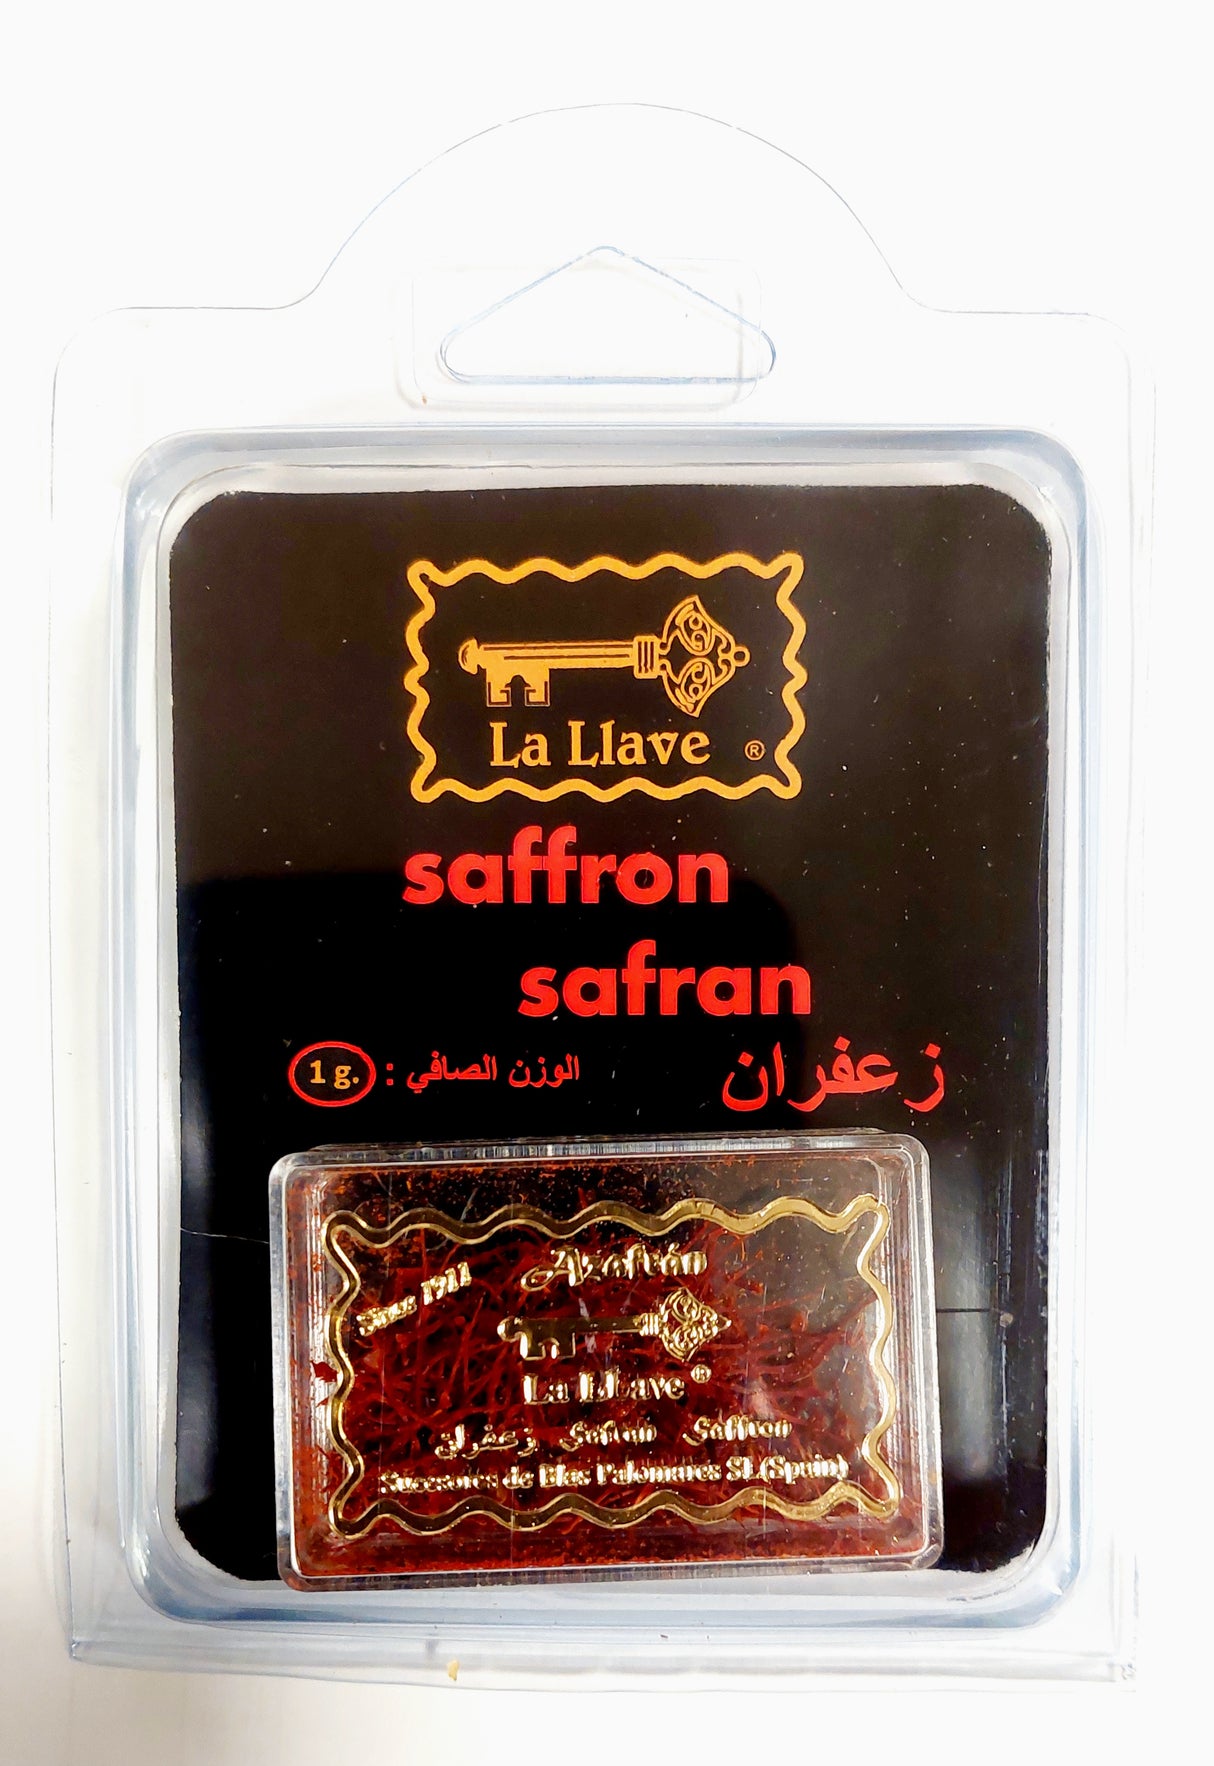 La Llave ®
saffron
safran
زعفران
الوزن الصافي : 1 g.
Azafrán
Since 1911
La Llave ®
زعفران Safran Saffron
Sucesores de Blas Palomares SL (Spain)